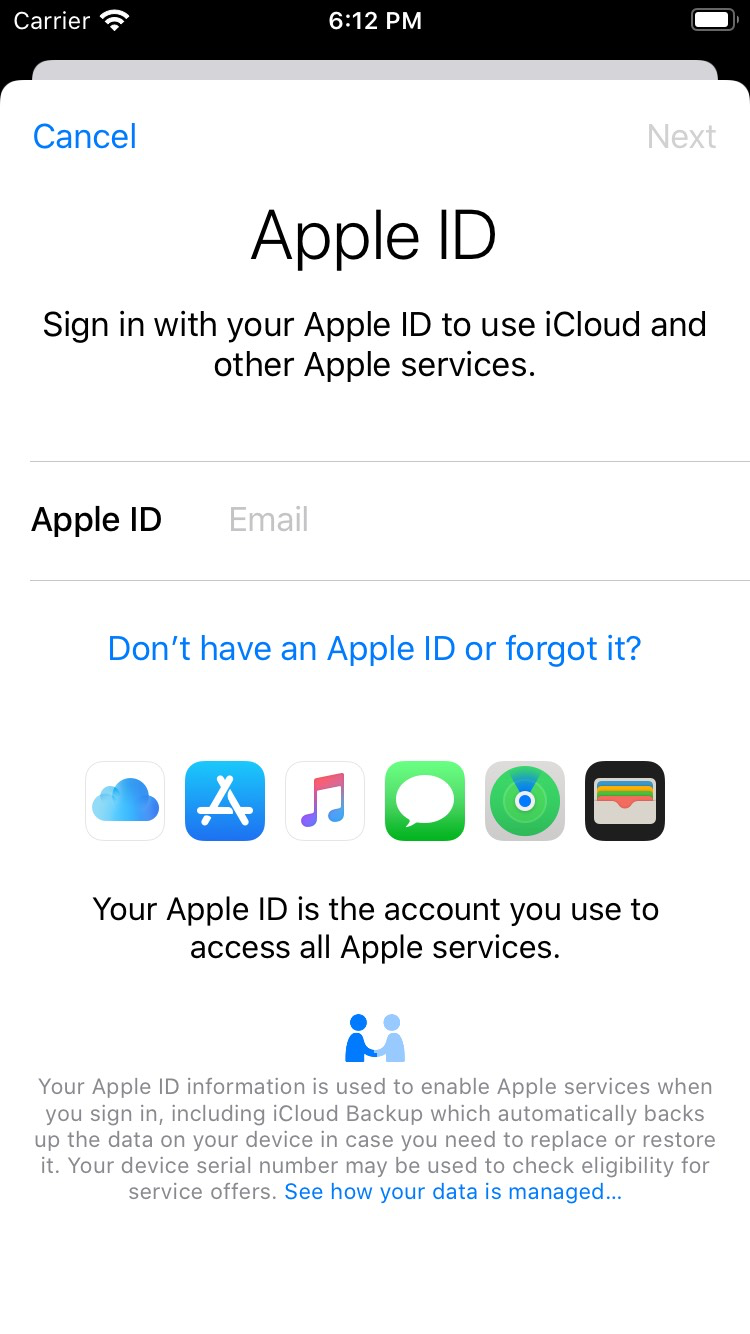 Carrier 6:12 PM
Cancel Next
Apple ID
Sign in with your Apple ID to use iCloud and
other Apple services.
Apple ID Email
Don’t have an Apple ID or forgot it?
Your Apple ID is the account you use to
access all Apple services.
Your Apple ID information is used to enable Apple services when
you sign in, including iCloud Backup which automatically backs
up the data on your device in case you need to replace or restore
it. Your device serial number may be used to check eligibility for
service offers. See how your data is managed...